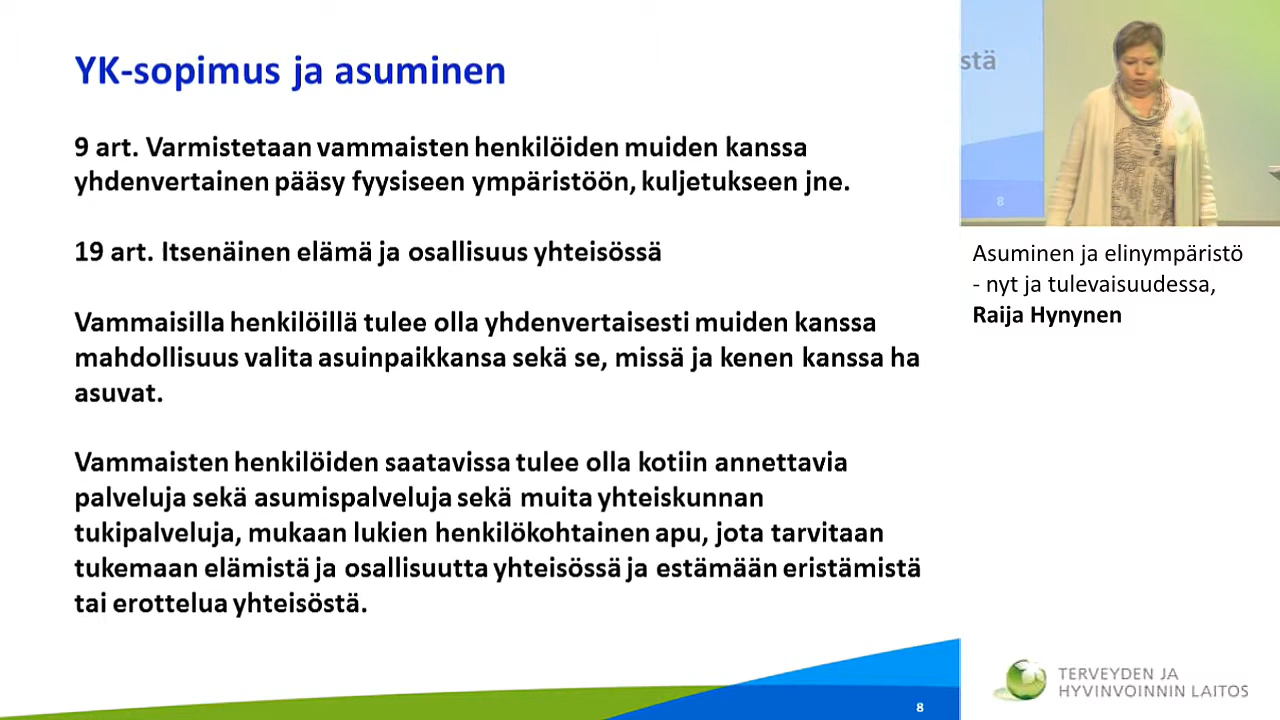 YK-sopimus ja asuminen
9 art. Varmistetaan vammaisten henkilöiden muiden kanssa
yhdenvertainen pääsy fyysiseen ympäristöön, kuljetukseen jne.
19 art. Itsenäinen elämä ja osallisuus yhteisössä
Vammaisilla henkilöillä tulee olla yhdenvertaisesti muiden kanssa
mahdollisuus valita asuinpaikkansa sekä se, missä ja kenen kanssa ha
asuvat.
Vammaisten henkilöiden saatavissa tulee olla kotiin annettavia
palveluja sekä asumispalveluja sekä muita yhteiskunnan
tukipalveluja, mukaan lukien henkilökohtainen apu, jota tarvitaan
tukemaan elämistä ja osallisuutta yhteisössä ja estämään eristämistä
tai erottelua yhteisöstä.
8
stä
8
Asuminen ja elinympäristö
- nyt ja tulevaisuudessa,
Raija Hynynen
TERVEYDEN JA
HYVINVOINNIN LAITOS